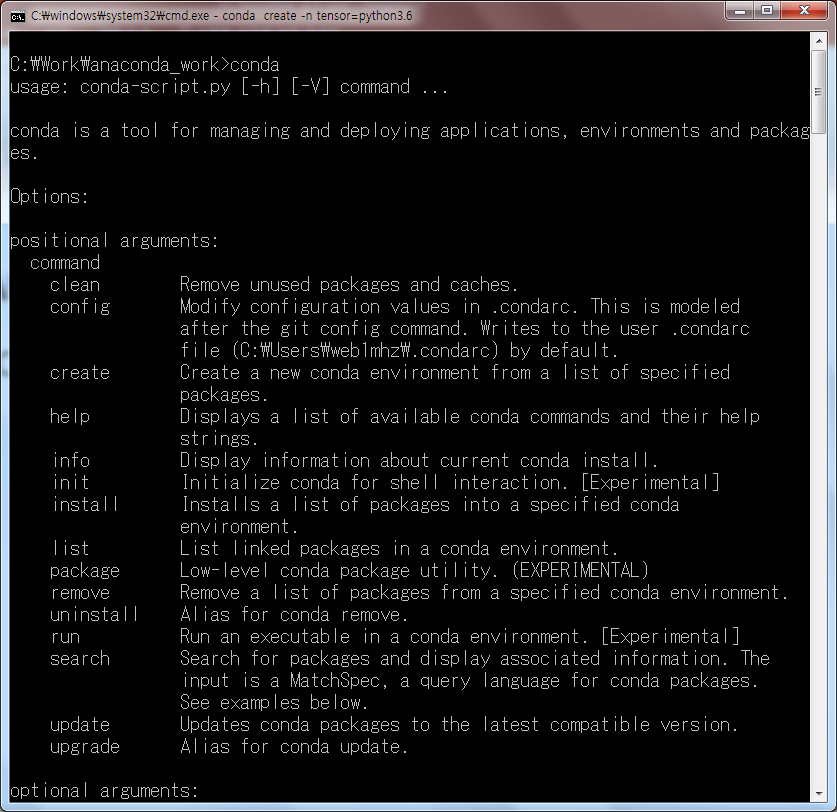 C:₩windows₩system32₩cmd.exe - conda  create -n tensor=python3.6
C:₩Work₩anaconda_work>conda
usage: conda-script.py [-h] [-V] command ...
conda is a tool for managing and deploying applications, environments and packag
es.
Options:
positional arguments:
  command
    clean        Remove unused packages and caches.
    config       Modify configuration values in .condarc. This is modeled
                 after the git config command. Writes to the user .condarc
                 file (C:₩Users₩web1mhz₩.condarc) by default.
    create       Create a new conda environment from a list of specified
                 packages.
    help         Displays a list of available conda commands and their help
                 strings.
    info         Display information about current conda install.
    init         Initialize conda for shell interaction. [Experimental]
    install      Installs a list of packages into a specified conda
                 environment.
    list         List linked packages in a conda environment.
    package      Low-level conda package utility. (EXPERIMENTAL)
    remove       Remove a list of packages from a specified conda environment.
    uninstall    Alias for conda remove.
    run          Run an executable in a conda environment. [Experimental]
    search       Search for packages and display associated information. The
                 input is a MatchSpec, a query language for conda packages.
                 See examples below.
    update       Updates conda packages to the latest compatible version.
    upgrade      Alias for conda update.
optional arguments: